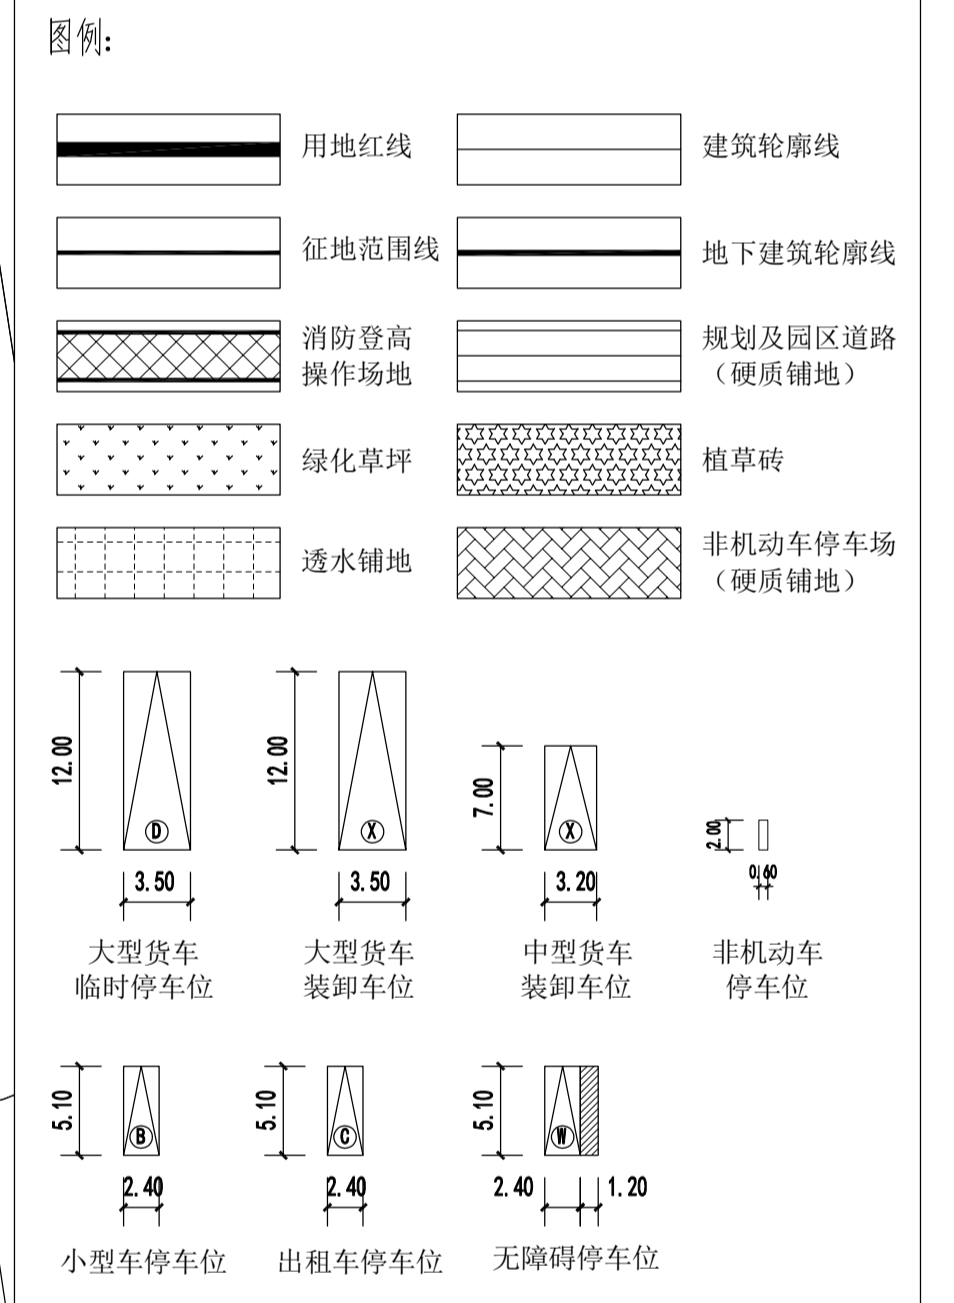 图例:
用地红线
建筑轮廓线
征地范围线
地下建筑轮廓线
消防登高
操作场地
规划及园区道路
（硬质铺地）
绿化草坪
植草砖
透水铺地
非机动车停车场
（硬质铺地）
12.00
D
3.50
大型货车
临时停车位
12.00
X
3.50
大型货车
装卸车位
7.00
X
3.20
中型货车
装卸车位
2.00
0.60
非机动车
停车位
5.10
B
2.40
小型车停车位
5.10
C
2.40
出租车停车位
5.10
W
2.40
1.20
无障碍停车位